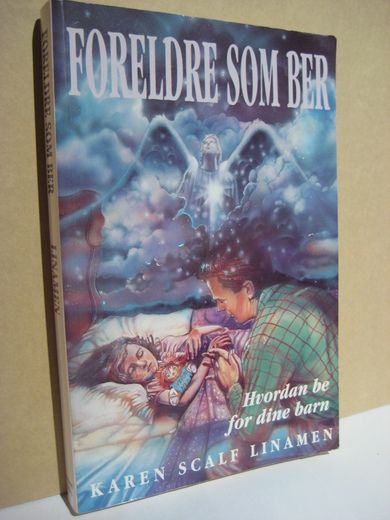 FORELDRE SOM BER
Hvordan be
for dine barn
KAREN SCALF LINAMEN
FORELDRE SOM BER
LINAMEN